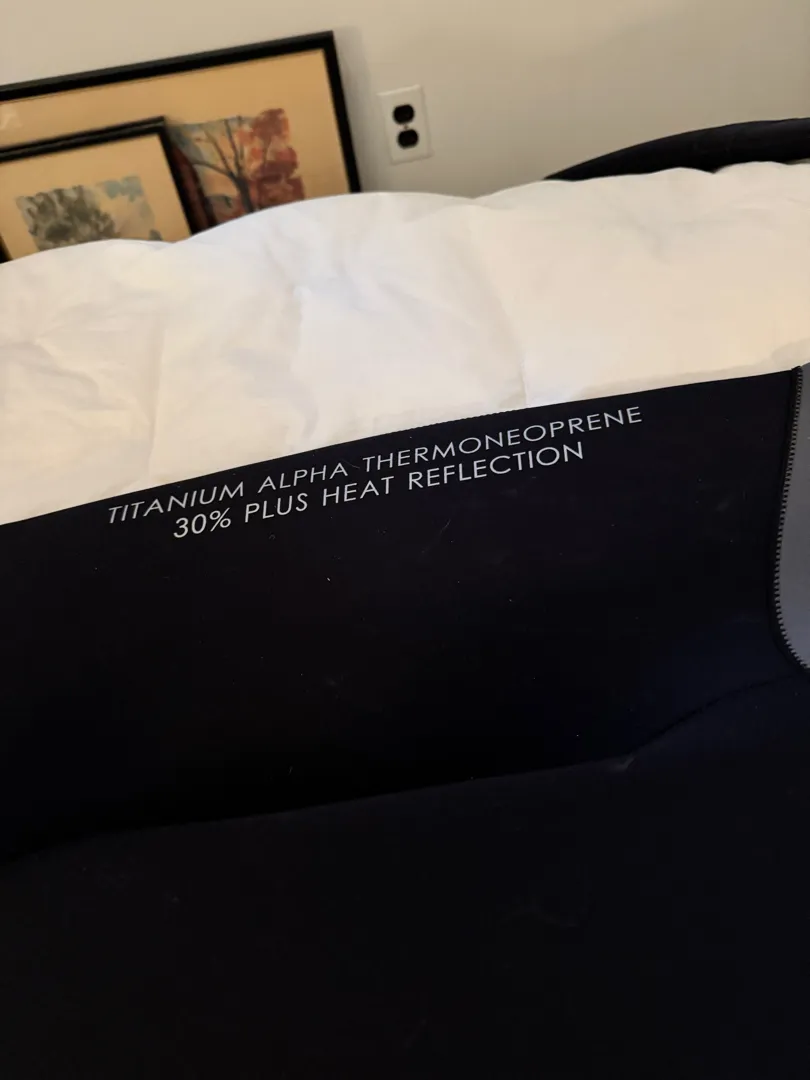 TITANIUM ALPHA THERMONEOPRENE
30% PLUS HEAT REFLECTION